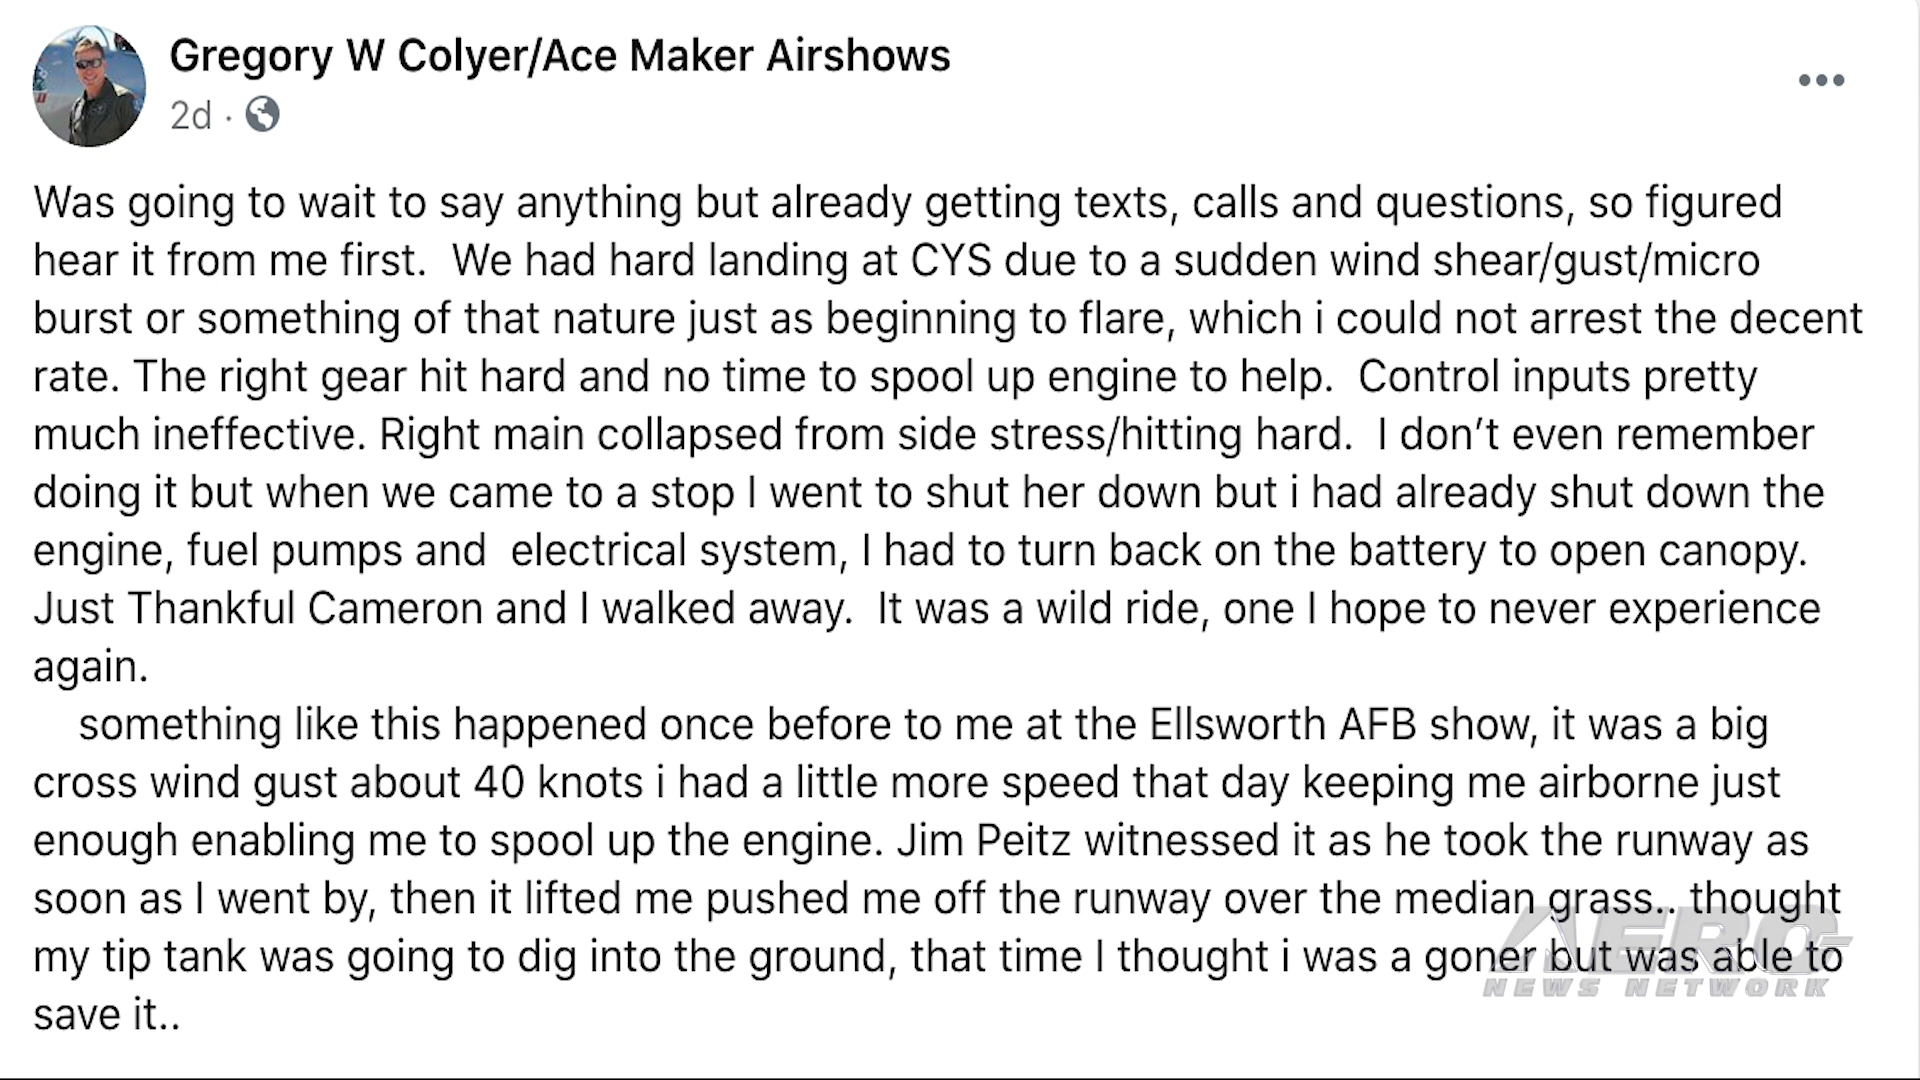 Gregory W Colyer/Ace Maker Airshows
2d ·
Was going to wait to say anything but already getting texts, calls and questions, so figured
hear it from me first.  We had hard landing at CYS due to a sudden wind shear/gust/micro
burst or something of that nature just as beginning to flare, which i could not arrest the decent
rate. The right gear hit hard and no time to spool up engine to help.  Control inputs pretty
much ineffective. Right main collapsed from side stress/hitting hard.  I don’t even remember
doing it but when we came to a stop I went to shut her down but i had already shut down the
engine, fuel pumps and  electrical system, I had to turn back on the battery to open canopy.
Just Thankful Cameron and I walked away.  It was a wild ride, one I hope to never experience
again.
something like this happened once before to me at the Ellsworth AFB show, it was a big
cross wind gust about 40 knots i had a little more speed that day keeping me airborne just
enough enabling me to spool up the engine. Jim Peitz witnessed it as he took the runway as
soon as I went by, then it lifted me pushed me off the runway over the median grass.. thought
my tip tank was going to dig into the ground, that time I thought i was a goner but was able to
save it..
AERO
NEWS NETWORK